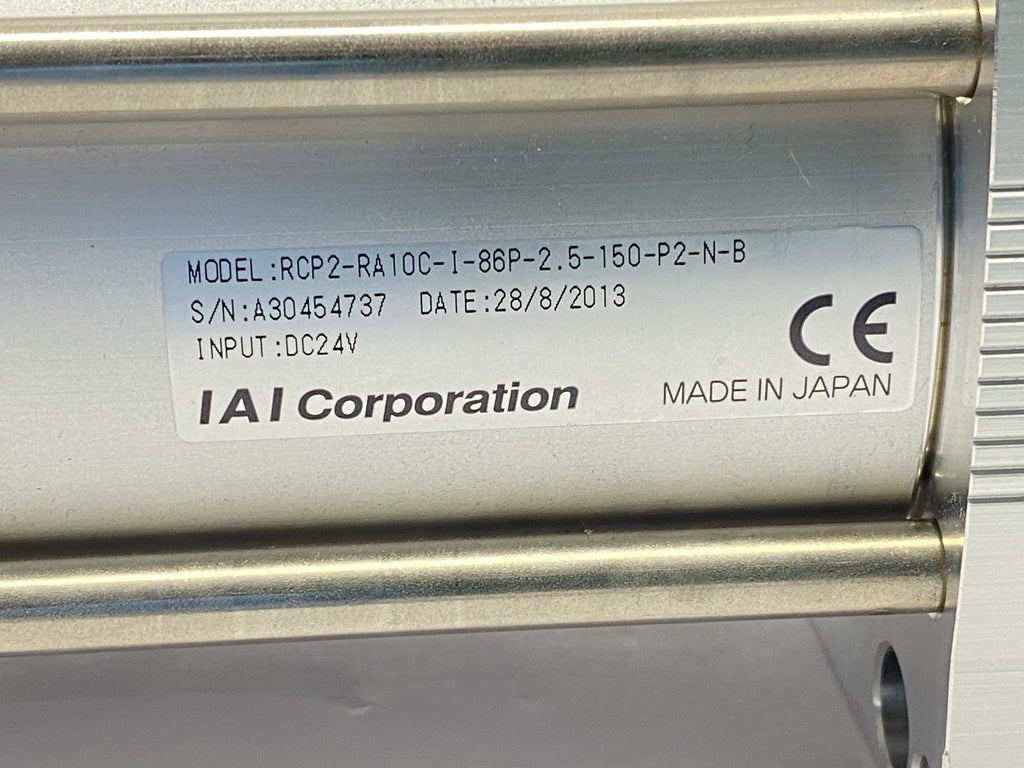 MODEL:RCP2-RA10C-I-86P-2.5-150-P2-N-B
S/N:A30454737 DATE:28/8/2013
INPUT:DC24V
CE
IAI Corporation
MADE IN JAPAN